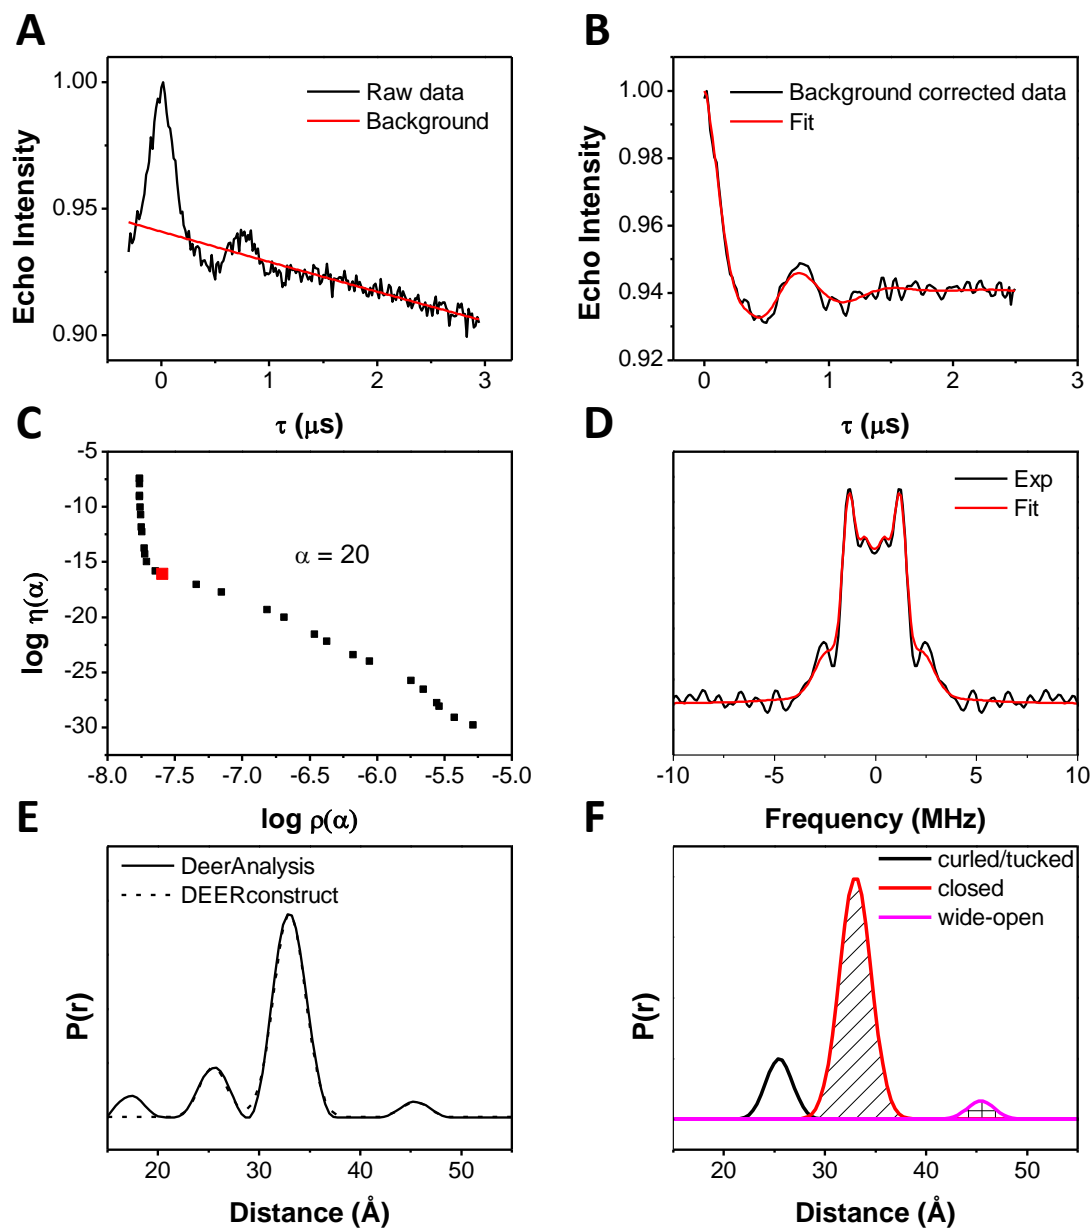 A
Echo Intensity
1.00
0.95
0.90
Raw data
Background
0
1
2
3
τ (μs)
B
Echo Intensity
1.00
0.98
0.96
0.94
0.92
Background corrected data
Fit
0
1
2
3
τ (μs)
C
log η(α)
-5
-10
-15
-20
-25
-30
α = 20
-8.0
-7.5
-7.0
-6.5
-6.0
-5.5
-5.0
log ρ(α)
D
Exp
Fit
-10
-5
0
5
10
Frequency (MHz)
E
P(r)
DeerAnalysis
DEERconstruct
20
30
40
50
Distance (Å)
F
P(r)
curled/tucked
closed
wide-open
20
30
40
50
Distance (Å)